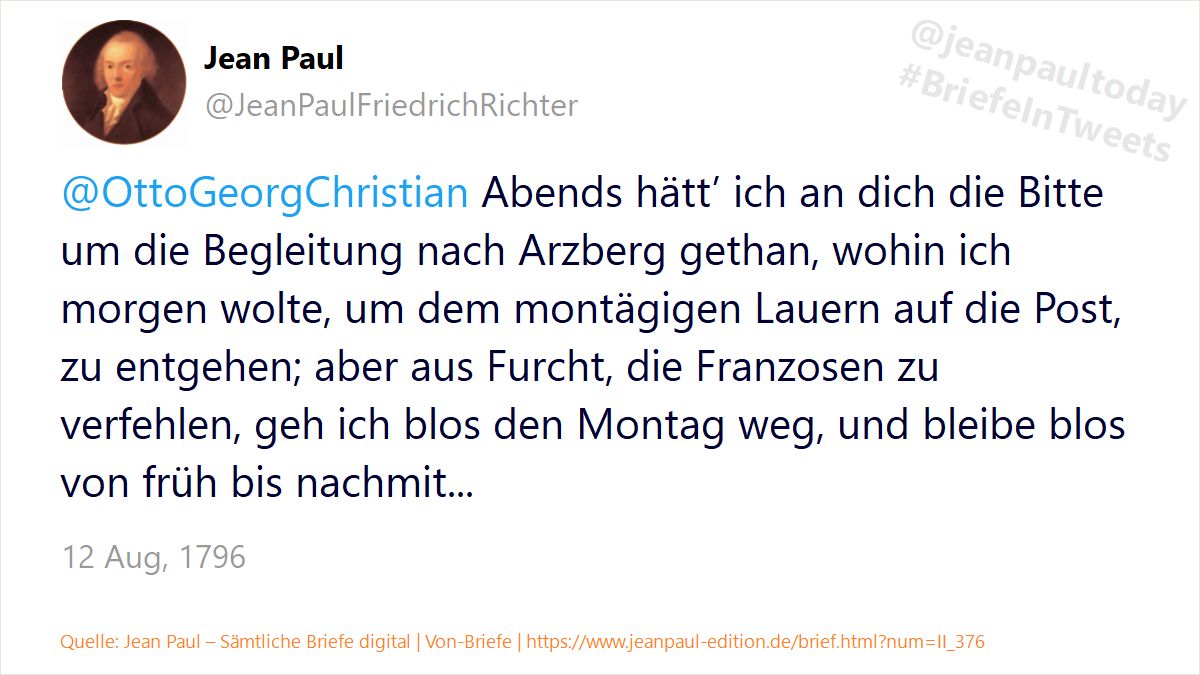 Jean Paul
@JeanPaulFriedrichRichter
@jeanpaultoday
#BriefeInTweets
@OttoGeorgChristian Abends hätt’ ich an dich die Bitte
um die Begleitung nach Arzberg gethan, wohin ich
morgen wolte, um dem montägigen Lauern auf die Post,
zu entgehen; aber aus Furcht, die Franzosen zu
verfehlen, geh ich blos den Montag weg, und bleibe blos
von früh bis nachmit...
12 Aug, 1796
Quelle: Jean Paul – Sämtliche Briefe digital | Von-Briefe | https://www.jeanpaul-edition.de/brief.html?num=II_376